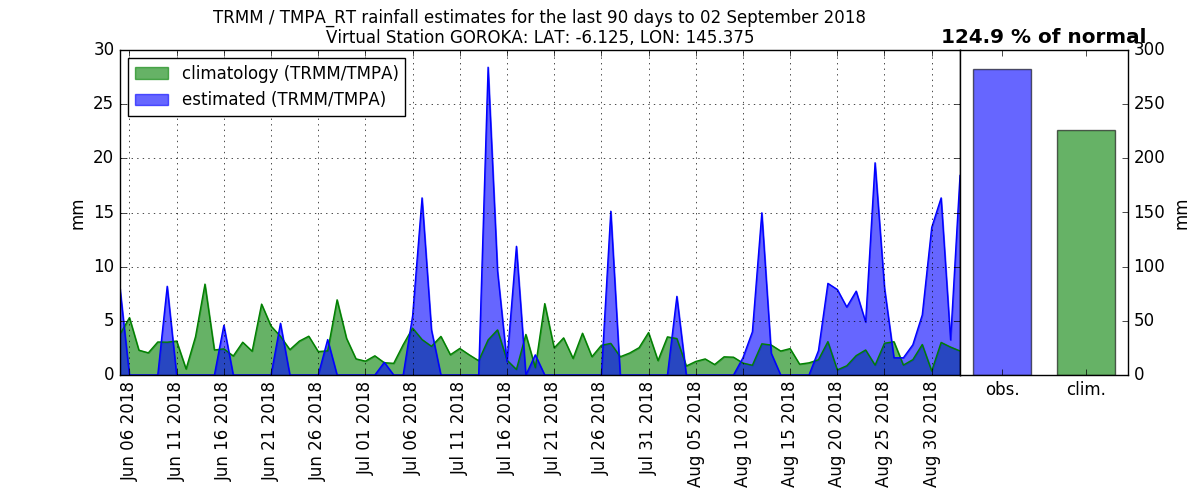 TRMM / TMPA_RT rainfall estimates for the last 90 days to 02 September 2018
Virtual Station GOROKA: LAT: -6.125, LON: 145.375
124.9 % of normal
climatology (TRMM/TMPA)
estimated (TRMM/TMPA)
mm
30
25
20
15
10
5
0
Jun 06 2018
Jun 11 2018
Jun 16 2018
Jun 21 2018
Jun 26 2018
Jul 01 2018
Jul 06 2018
Jul 11 2018
Jul 16 2018
Jul 21 2018
Jul 26 2018
Jul 31 2018
Aug 05 2018
Aug 10 2018
Aug 15 2018
Aug 20 2018
Aug 25 2018
Aug 30 2018
obs.
clim.
300
250
200
150
100
50
0
mm